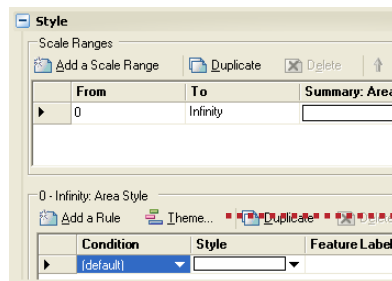 Style
Scale Ranges
Add a Scale Range Duplicate Delete
From To Summary: Area
0 Infinity
0 - Infinity: Area Style
Add a Rule Theme... Duplicate Delete
Condition Style Feature Label
(default)